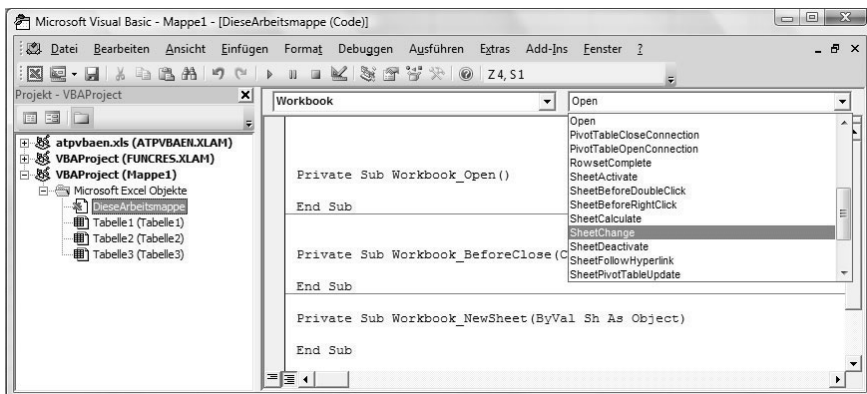 Microsoft Visual Basic - Mappe1 - [DieseArbeitsmappe (Code)]
Datei Bearbeiten Ansicht Einfügen Format Debuggen Ausführen Extras Add-Ins Fenster ?
Z 4, S 1
Projekt - VBAProject
atpvbaen.xls (ATPVBAEN.XLAM)
VBAProject (FUNCRES.XLAM)
VBAProject (Mappe1)
Microsoft Excel Objekte
DieseArbeitsmappe
Tabelle1 (Tabelle1)
Tabelle2 (Tabelle2)
Tabelle3 (Tabelle3)
Workbook
Open
Open
PivotTableCloseConnection
PivotTableOpenConnection
RowsetComplete
SheetActivate
SheetBeforeDoubleClick
SheetBeforeRightClick
SheetCalculate
SheetChange
SheetDeactivate
SheetFollowHyperlink
SheetPivotTableUpdate
Private Sub Workbook_Open()
End Sub
Private Sub Workbook_BeforeClose(C
End Sub
Private Sub Workbook_NewSheet(ByVal Sh As Object)
End Sub